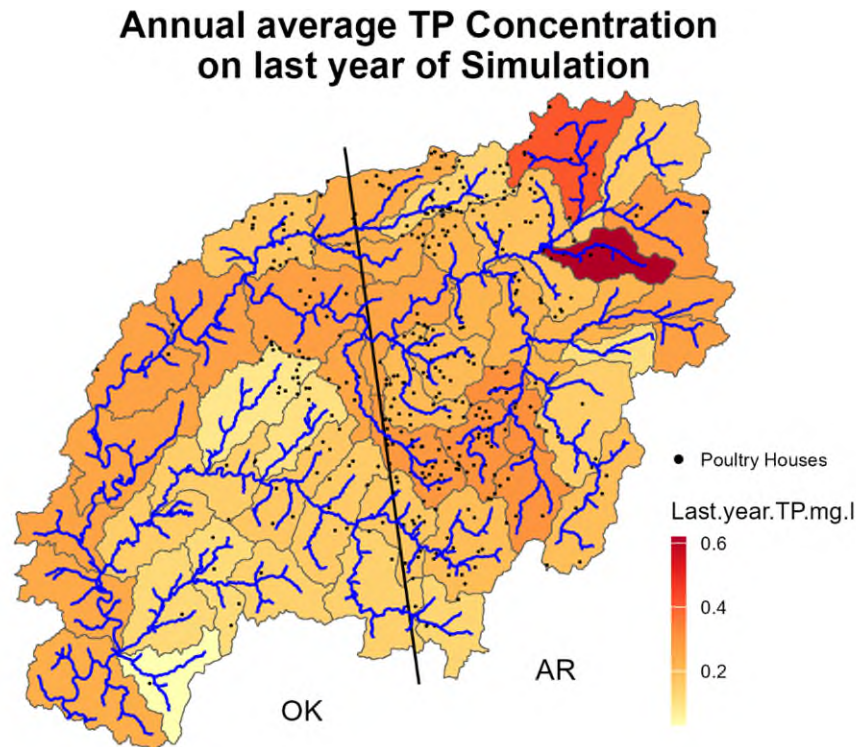 Annual average TP Concentration
on last year of Simulation
Poultry Houses
Last.year.TP.mg.l
0.6
0.4
0.2
AR
OK